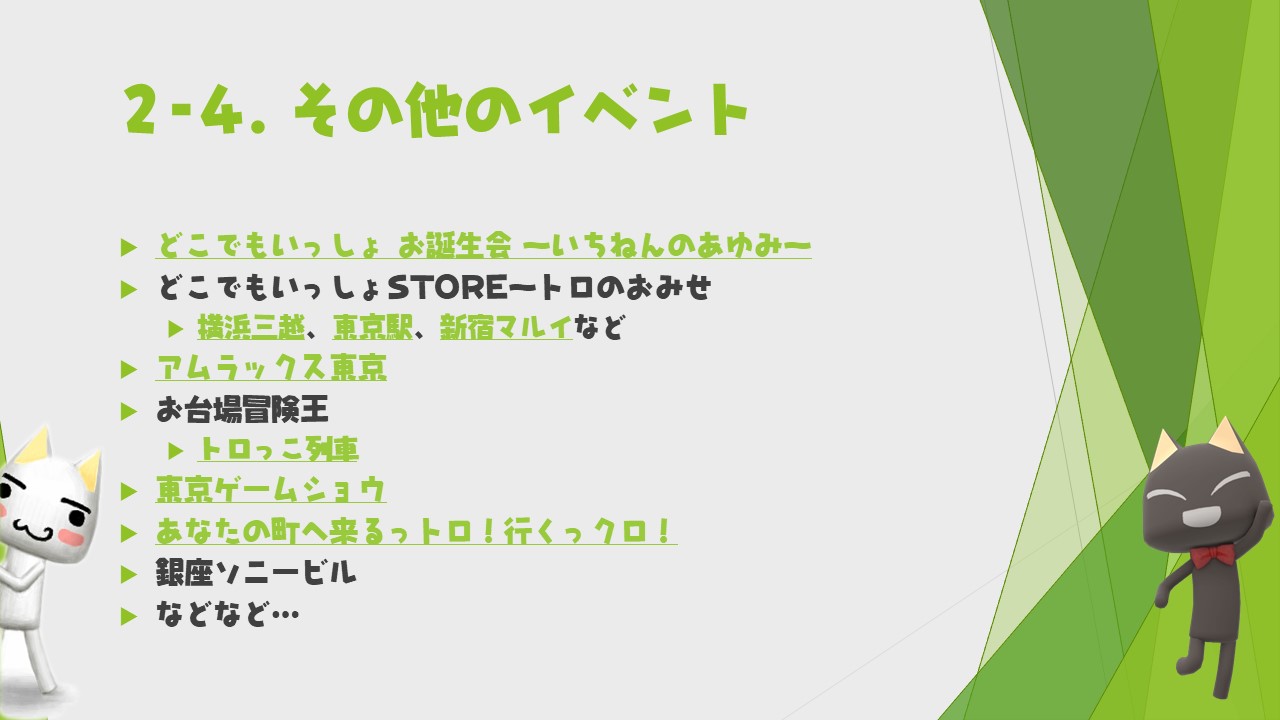 2-4. その他のイベント
どこでもいっしょ お誕生会 ～いちねんのあゆみ～
どこでもいっしょSTORE～トロのおみせ
横浜三越、東京駅、新宿マルイなど
アムラックス東京
お台場冒険王
トロっこ列車
東京ゲームショウ
あなたの町へ来るっトロ！行くっクロ！
銀座ソニービル
などなど…